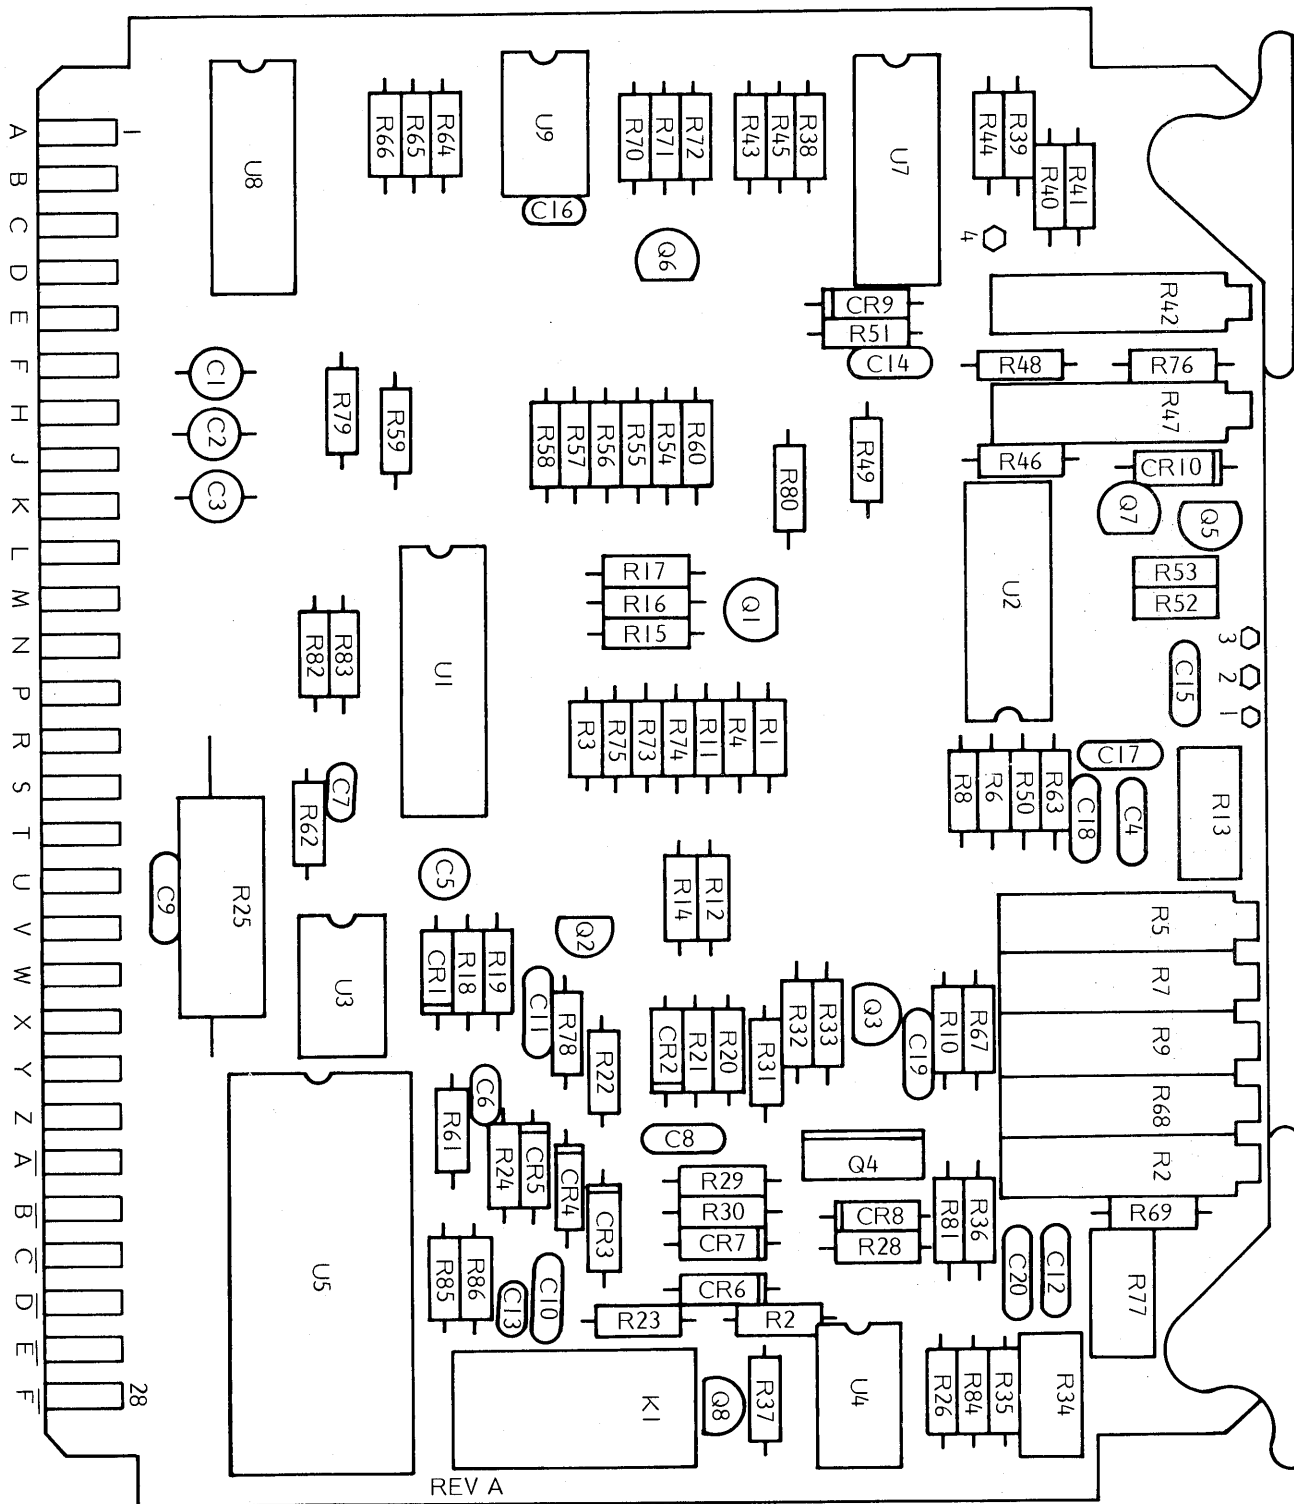 A
B
C
D
E
F
H
J
K
L
M
N
P
R
S
T
U
V
W
X
Y
Z
A̅
B̅
C̅
D̅
E̅
F̅
1
28
U8
R66
R65
R64
U9
C16
R70
R71
R72
R43
R45
R38
U7
R44
R39
R40
R41
4
Q6
CR9
R51
C14
R42
R48
R76
R47
R46
CR10
C1
C2
C3
R79
R59
R58
R57
R56
R55
R54
R60
R80
R49
Q7
Q5
R53
R52
U2
R17
R16
R15
Q1
3
2
1
C15
R82
R83
U1
R3
R75
R73
R74
R11
R4
R1
R8
R6
R50
R63
C17
C18
C4
R13
C7
R62
C9
R25
C5
R14
R12
R5
R7
R9
R68
R2
U3
CR1
R18
R19
Q2
C11
R78
R22
CR2
R21
R20
R31
R32
R33
Q3
C19
R10
R67
C6
R61
R24
CR5
CR4
CR3
C8
Q4
R29
R30
CR7
CR8
R28
R81
R36
R69
C20
C12
R77
U5
R85
R86
C13
C10
CR6
R23
R2
K1
Q8
R37
U4
R26
R84
R35
R34
REV A